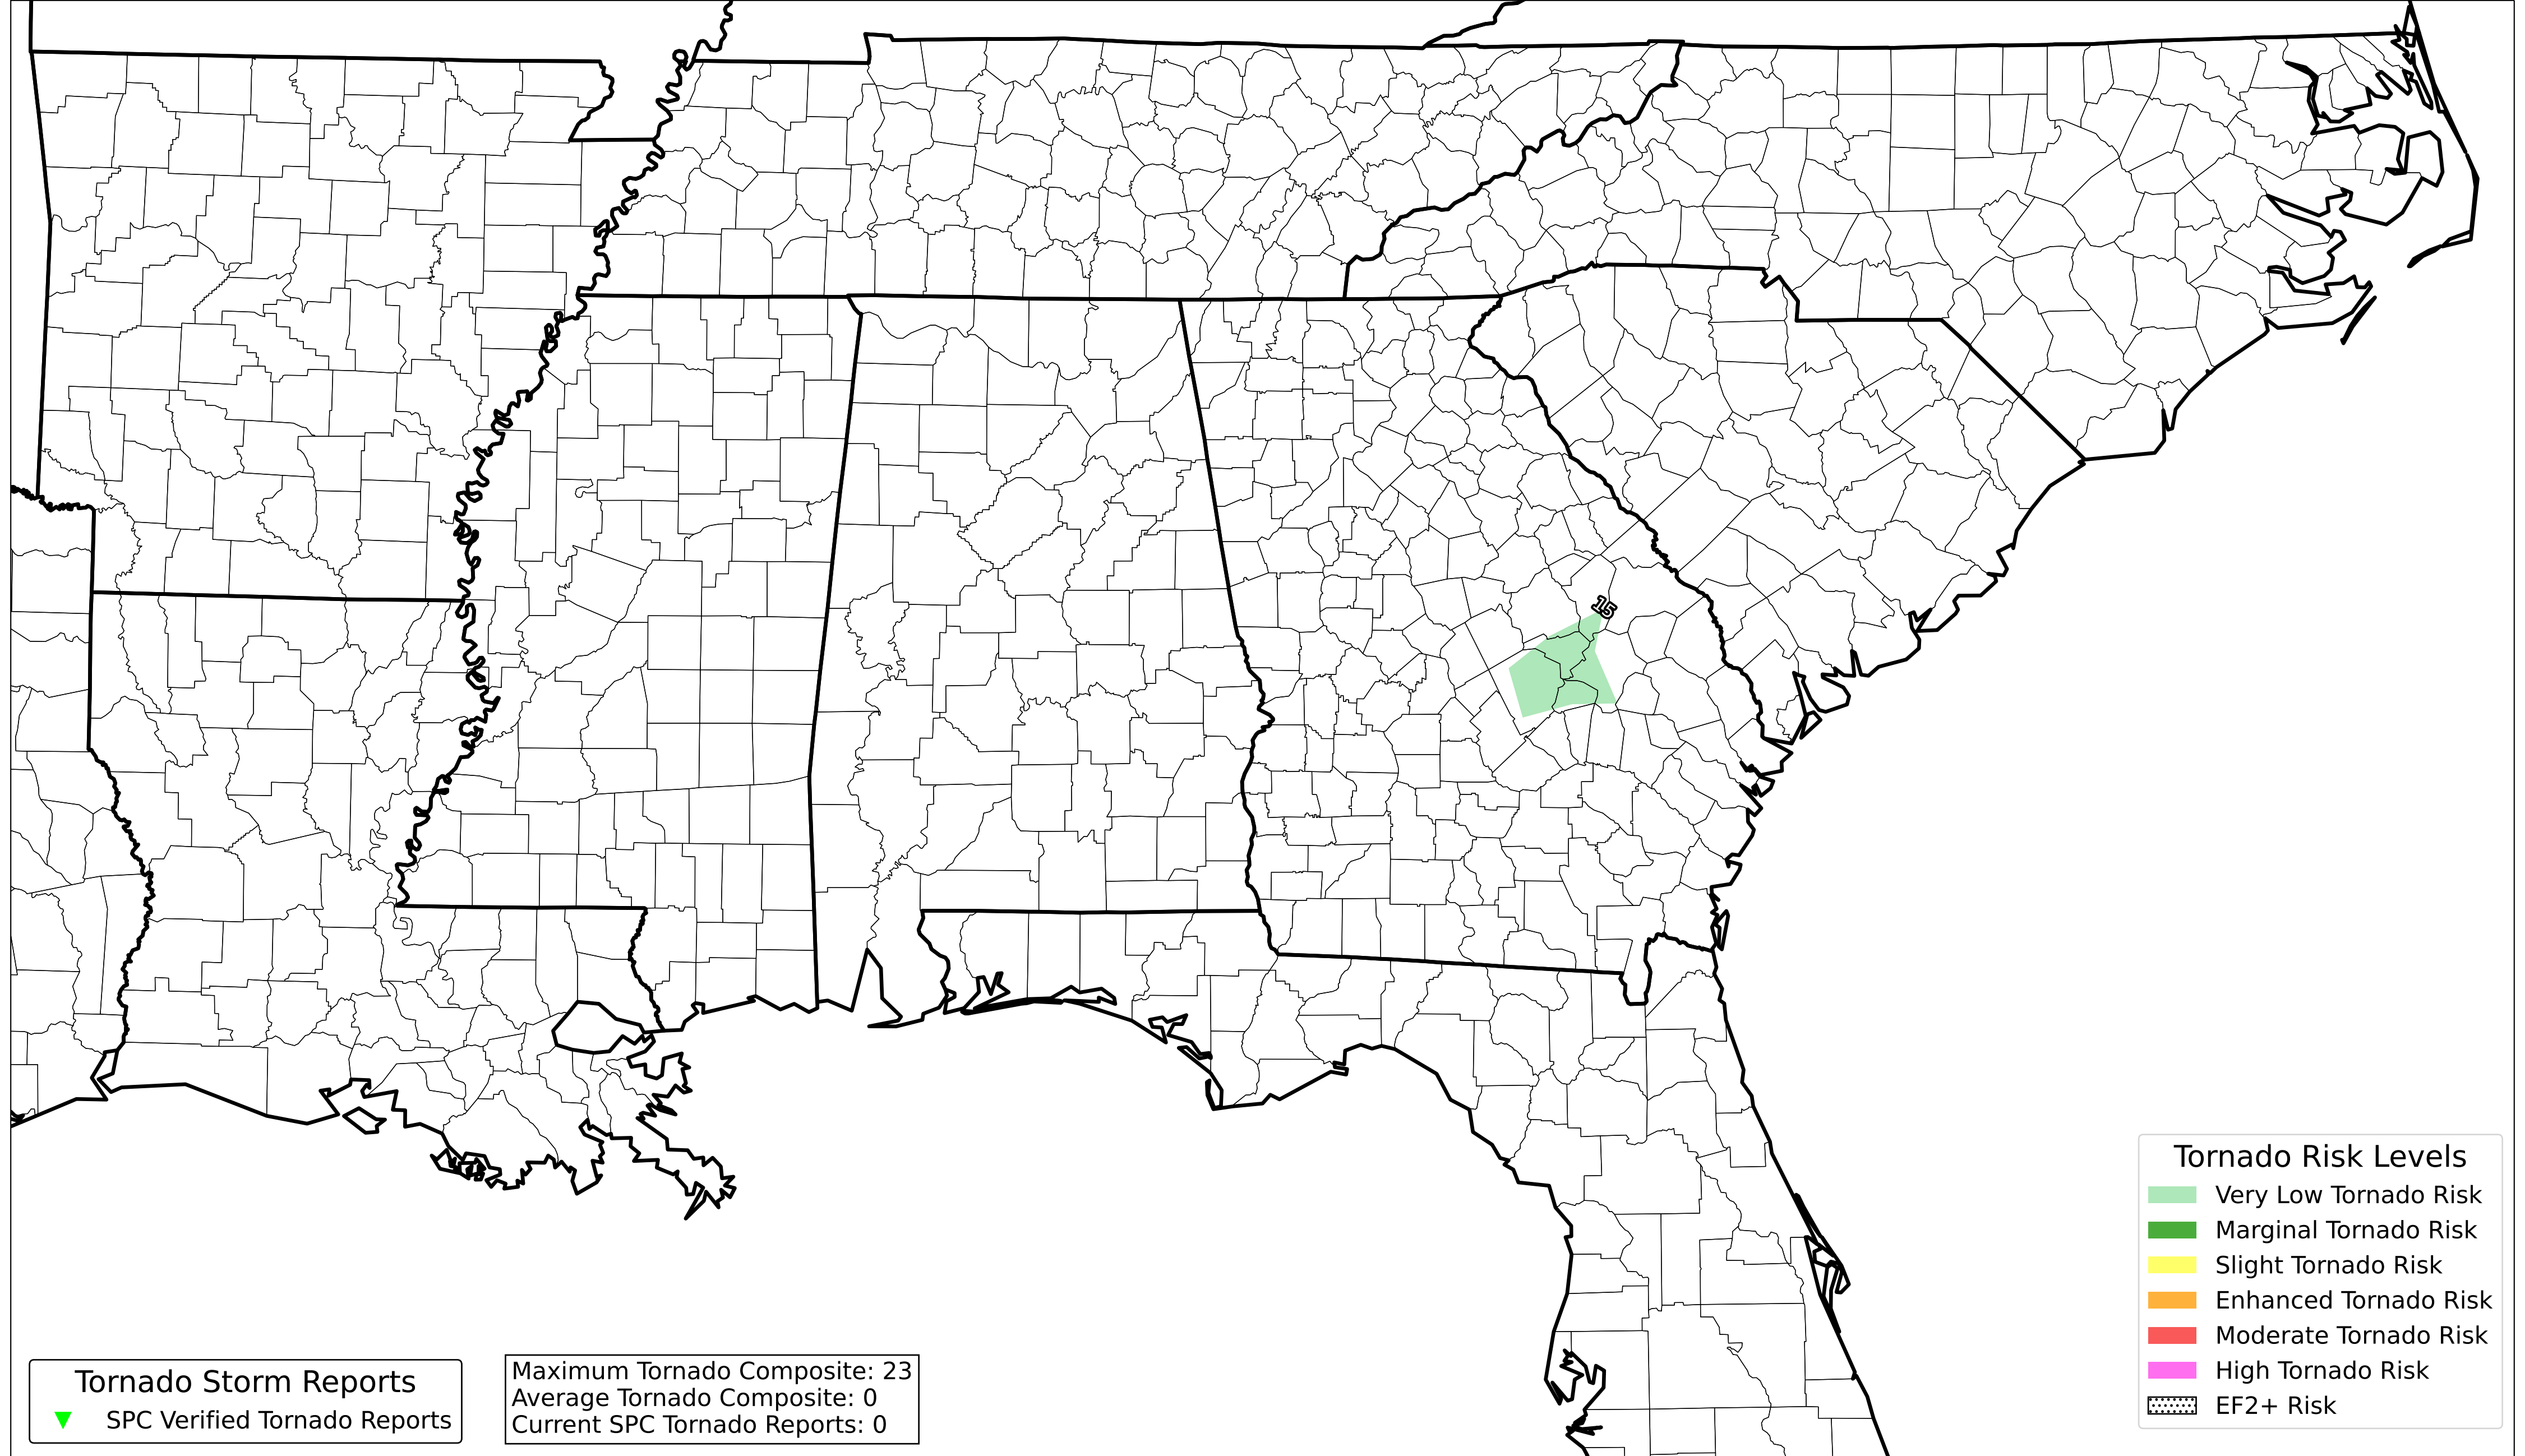 15
Tornado Risk Levels
Very Low Tornado Risk
Marginal Tornado Risk
Slight Tornado Risk
Enhanced Tornado Risk
Moderate Tornado Risk
High Tornado Risk
EF2+ Risk
Tornado Storm Reports
SPC Verified Tornado Reports
Maximum Tornado Composite: 23
Average Tornado Composite: 0
Current SPC Tornado Reports: 0